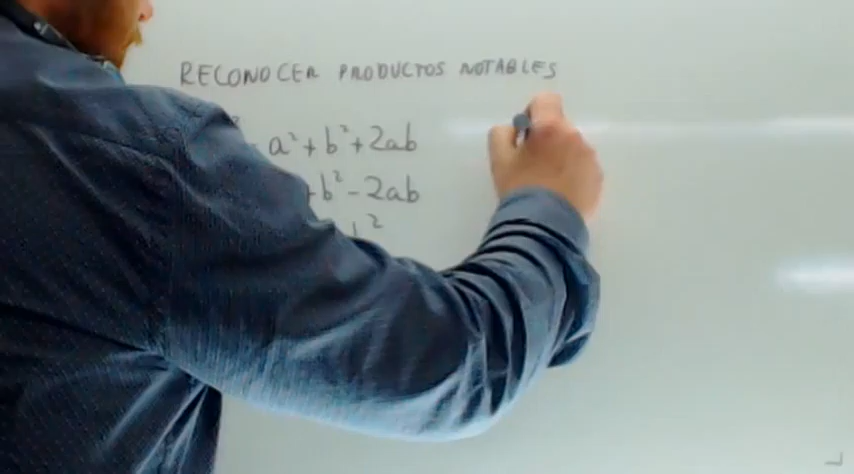 RECONOCER PRODUCTOS NOTABLES
a² + b² + 2ab
+ b² - 2ab